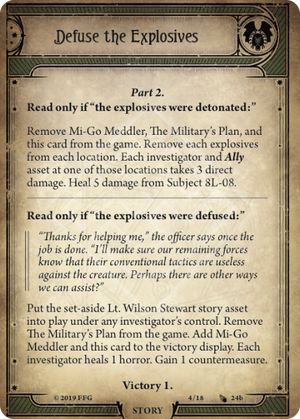 Defuse the Explosives
Part 2.
Read only if “the explosives were detonated:”
Remove Mi-Go Meddler, The Military’s Plan, and
this card from the game. Remove each explosives
from each location. Each investigator and Ally
asset at one of those locations takes 3 direct
damage. Heal 5 damage from Subject 8L-08.
Read only if “the explosives were defused:”
“Thanks for helping me,” the officer says once the
job is done. “I’ll make sure our remaining forces
know that their conventional tactics are useless
against the creature. Perhaps there are other ways
we can assist?”
Put the set-aside Lt. Wilson Stewart story asset
into play under any investigator’s control. Remove
The Military’s Plan from the game. Add Mi-Go
Meddler and this card to the victory display. Each
investigator heals 1 horror. Gain 1 countermeasure.
Victory 1.
© 2019 FFG 4/18 24b
STORY